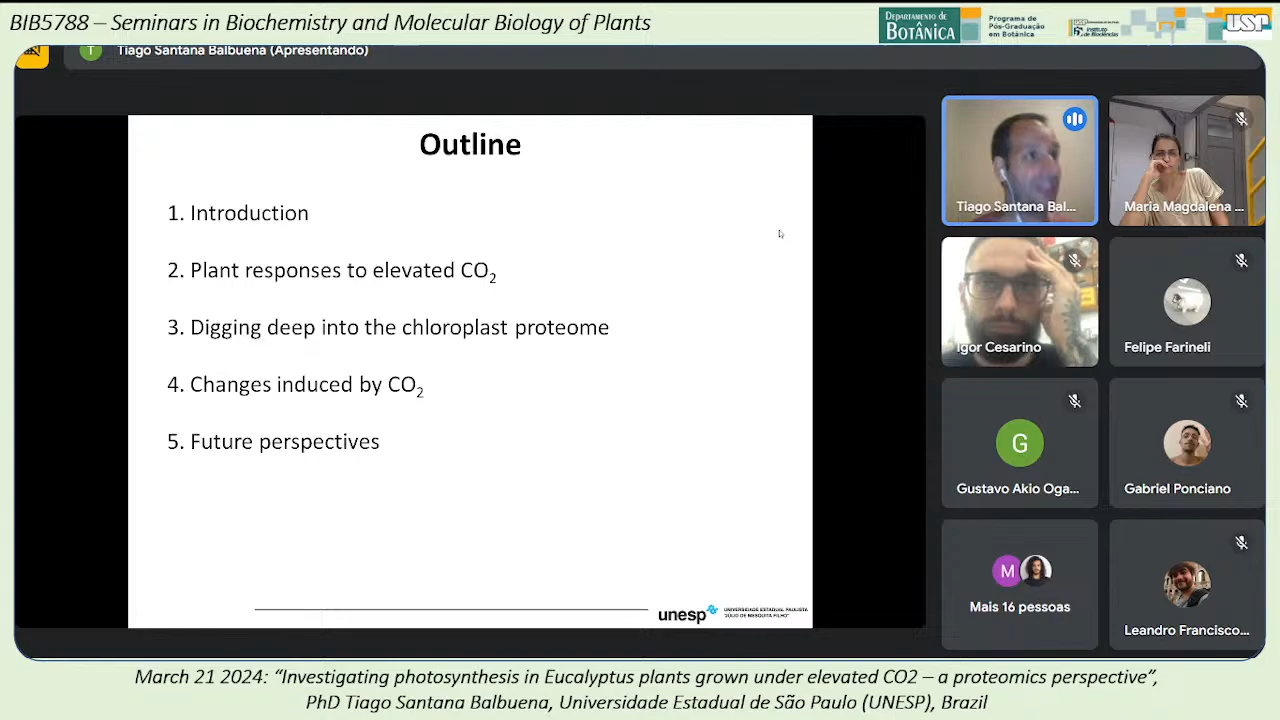 BIB5788 – Seminars in Biochemistry and Molecular Biology of Plants
DEPARTAMENTO DE
BOTÂNICA
Programa de
Pós-Graduação
em Botânica
USP
T Tiago Santana Balbuena (Apresentando)
Outline
1. Introduction
2. Plant responses to elevated CO2
3. Digging deep into the chloroplast proteome
4. Changes induced by CO2
5. Future perspectives
unesp
UNIVERSIDADE ESTADUAL PAULISTA
"JÚLIO DE MESQUITA FILHO"
Tiago Santana Bal...
Maria Magdalena ...
Igor Cesarino
Felipe Farineli
G
Gustavo Akio Oga...
Gabriel Ponciano
M
Mais 16 pessoas
Leandro Francisco...
March 21 2024: “Investigating photosynthesis in Eucalyptus plants grown under elevated CO2 – a proteomics perspective”,
PhD Tiago Santana Balbuena, Universidade Estadual de São Paulo (UNESP), Brazil